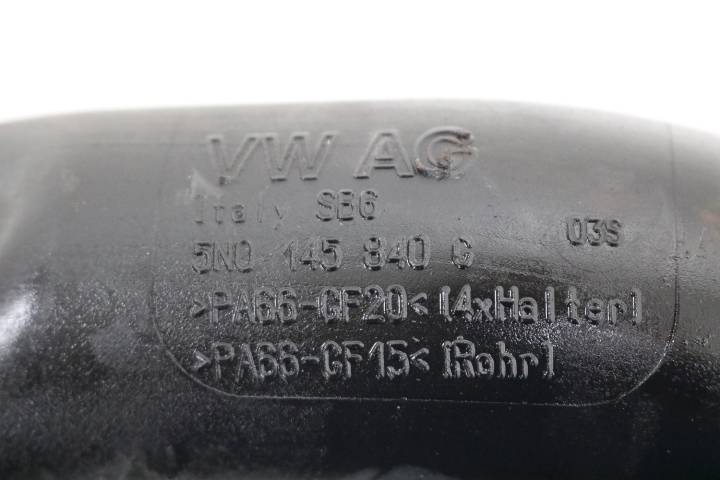 VW AG
Italy SB6
5N0 145 840 C
03S
>PA66-GF20< (4xHalter)
>PA66-GF15< (Rohr)